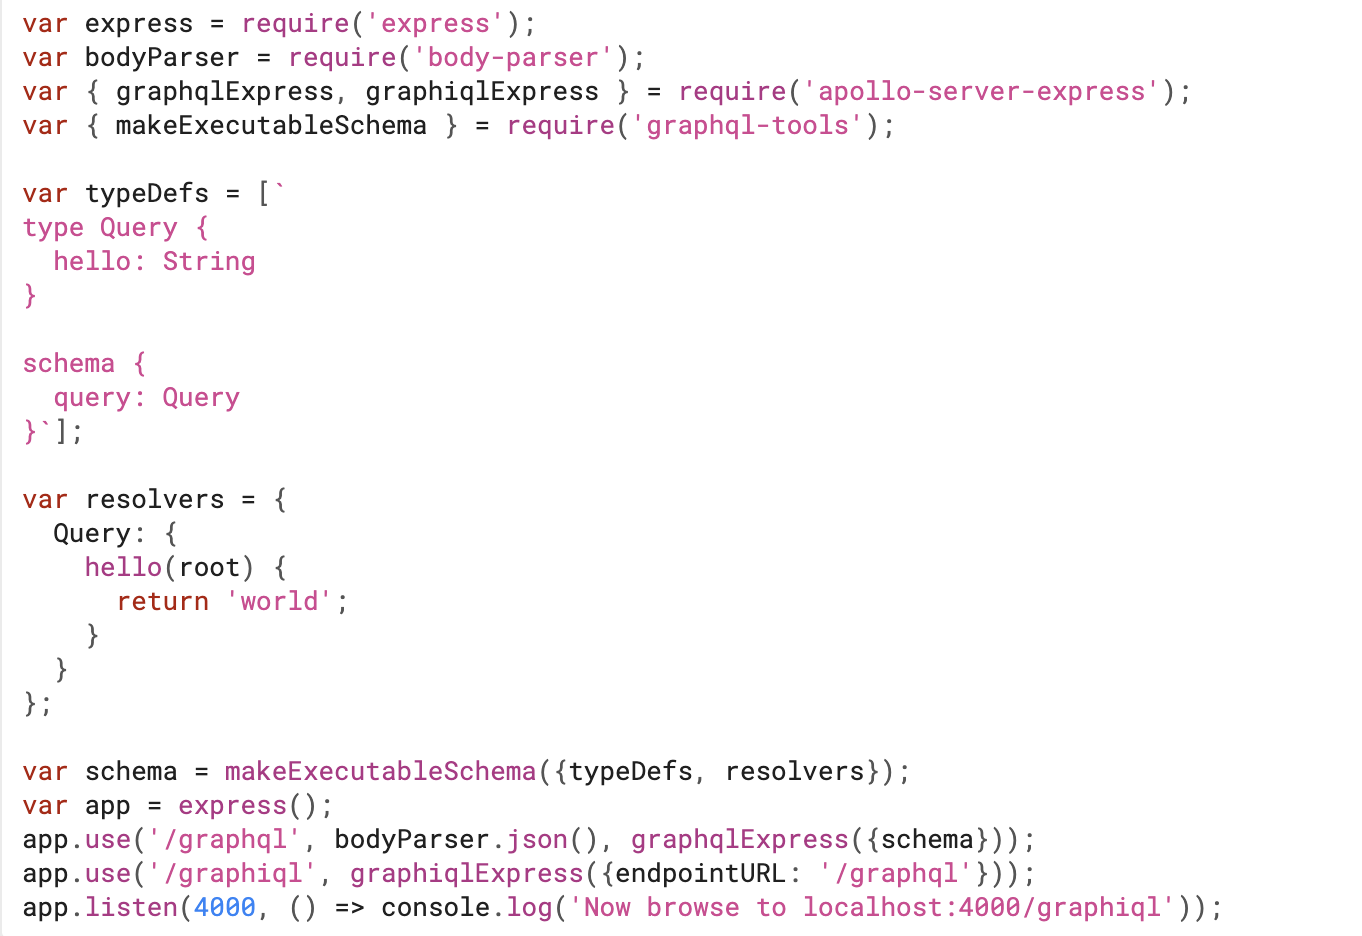 var express = require('express');
var bodyParser = require('body-parser');
var { graphqlExpress, graphiqlExpress } = require('apollo-server-express');
var { makeExecutableSchema } = require('graphql-tools');

var typeDefs = [`
type Query {
  hello: String
}

schema {
  query: Query
}`];

var resolvers = {
  Query: {
    hello(root) {
      return 'world';
    }
  }
};

var schema = makeExecutableSchema({typeDefs, resolvers});
var app = express();
app.use('/graphql', bodyParser.json(), graphqlExpress({schema}));
app.use('/graphiql', graphiqlExpress({endpointURL: '/graphql'}));
app.listen(4000, () => console.log('Now browse to localhost:4000/graphiql'));